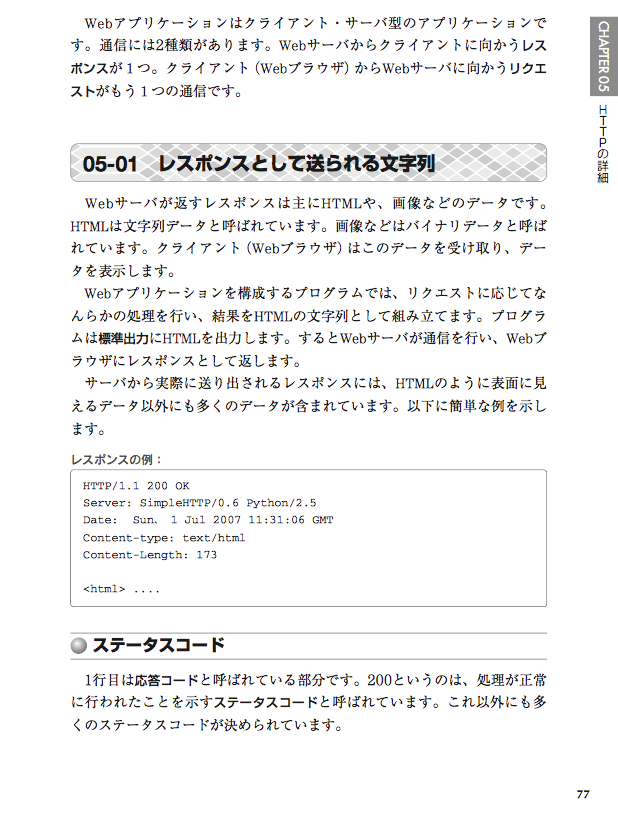 Webアプリケーションはクライアント・サーバ型のアプリケーションで
す。通信には2種類があります。Webサーバからクライアントに向かうレス
ポンスが１つ。クライアント（Webブラウザ）からWebサーバに向かうリクエ
ストがもう１つの通信です。
05-01 レスポンスとして送られる文字列
Webサーバが返すレスポンスは主にHTMLや、画像などのデータです。
HTMLは文字列データと呼ばれています。画像などはバイナリデータと呼ば
れています。クライアント（Webブラウザ）はこのデータを受け取り、デー
タを表示します。
Webアプリケーションを構成するプログラムでは、リクエストに応じてな
んらかの処理を行い、結果をHTMLの文字列として組み立てます。プログラ
ムは標準出力にHTMLを出力します。するとWebサーバが通信を行い、Webブ
ラウザにレスポンスとして返します。
サーバから実際に送り出されるレスポンスには、HTMLのように表面に見
えるデータ以外にも多くのデータが含まれています。以下に簡単な例を示し
ます。
レスポンスの例：
HTTP/1.1 200 OK
Server: SimpleHTTP/0.6 Python/2.5
Date: Sun、 1 Jul 2007 11:31:06 GMT
Content-type: text/html
Content-Length: 173
<html> ....
ステータスコード
1行目は応答コードと呼ばれている部分です。200というのは、処理が正常
に行われたことを示すステータスコードと呼ばれています。これ以外にも多
くのステータスコードが決められています。
CHAPTER 05
HTTPの詳細
77